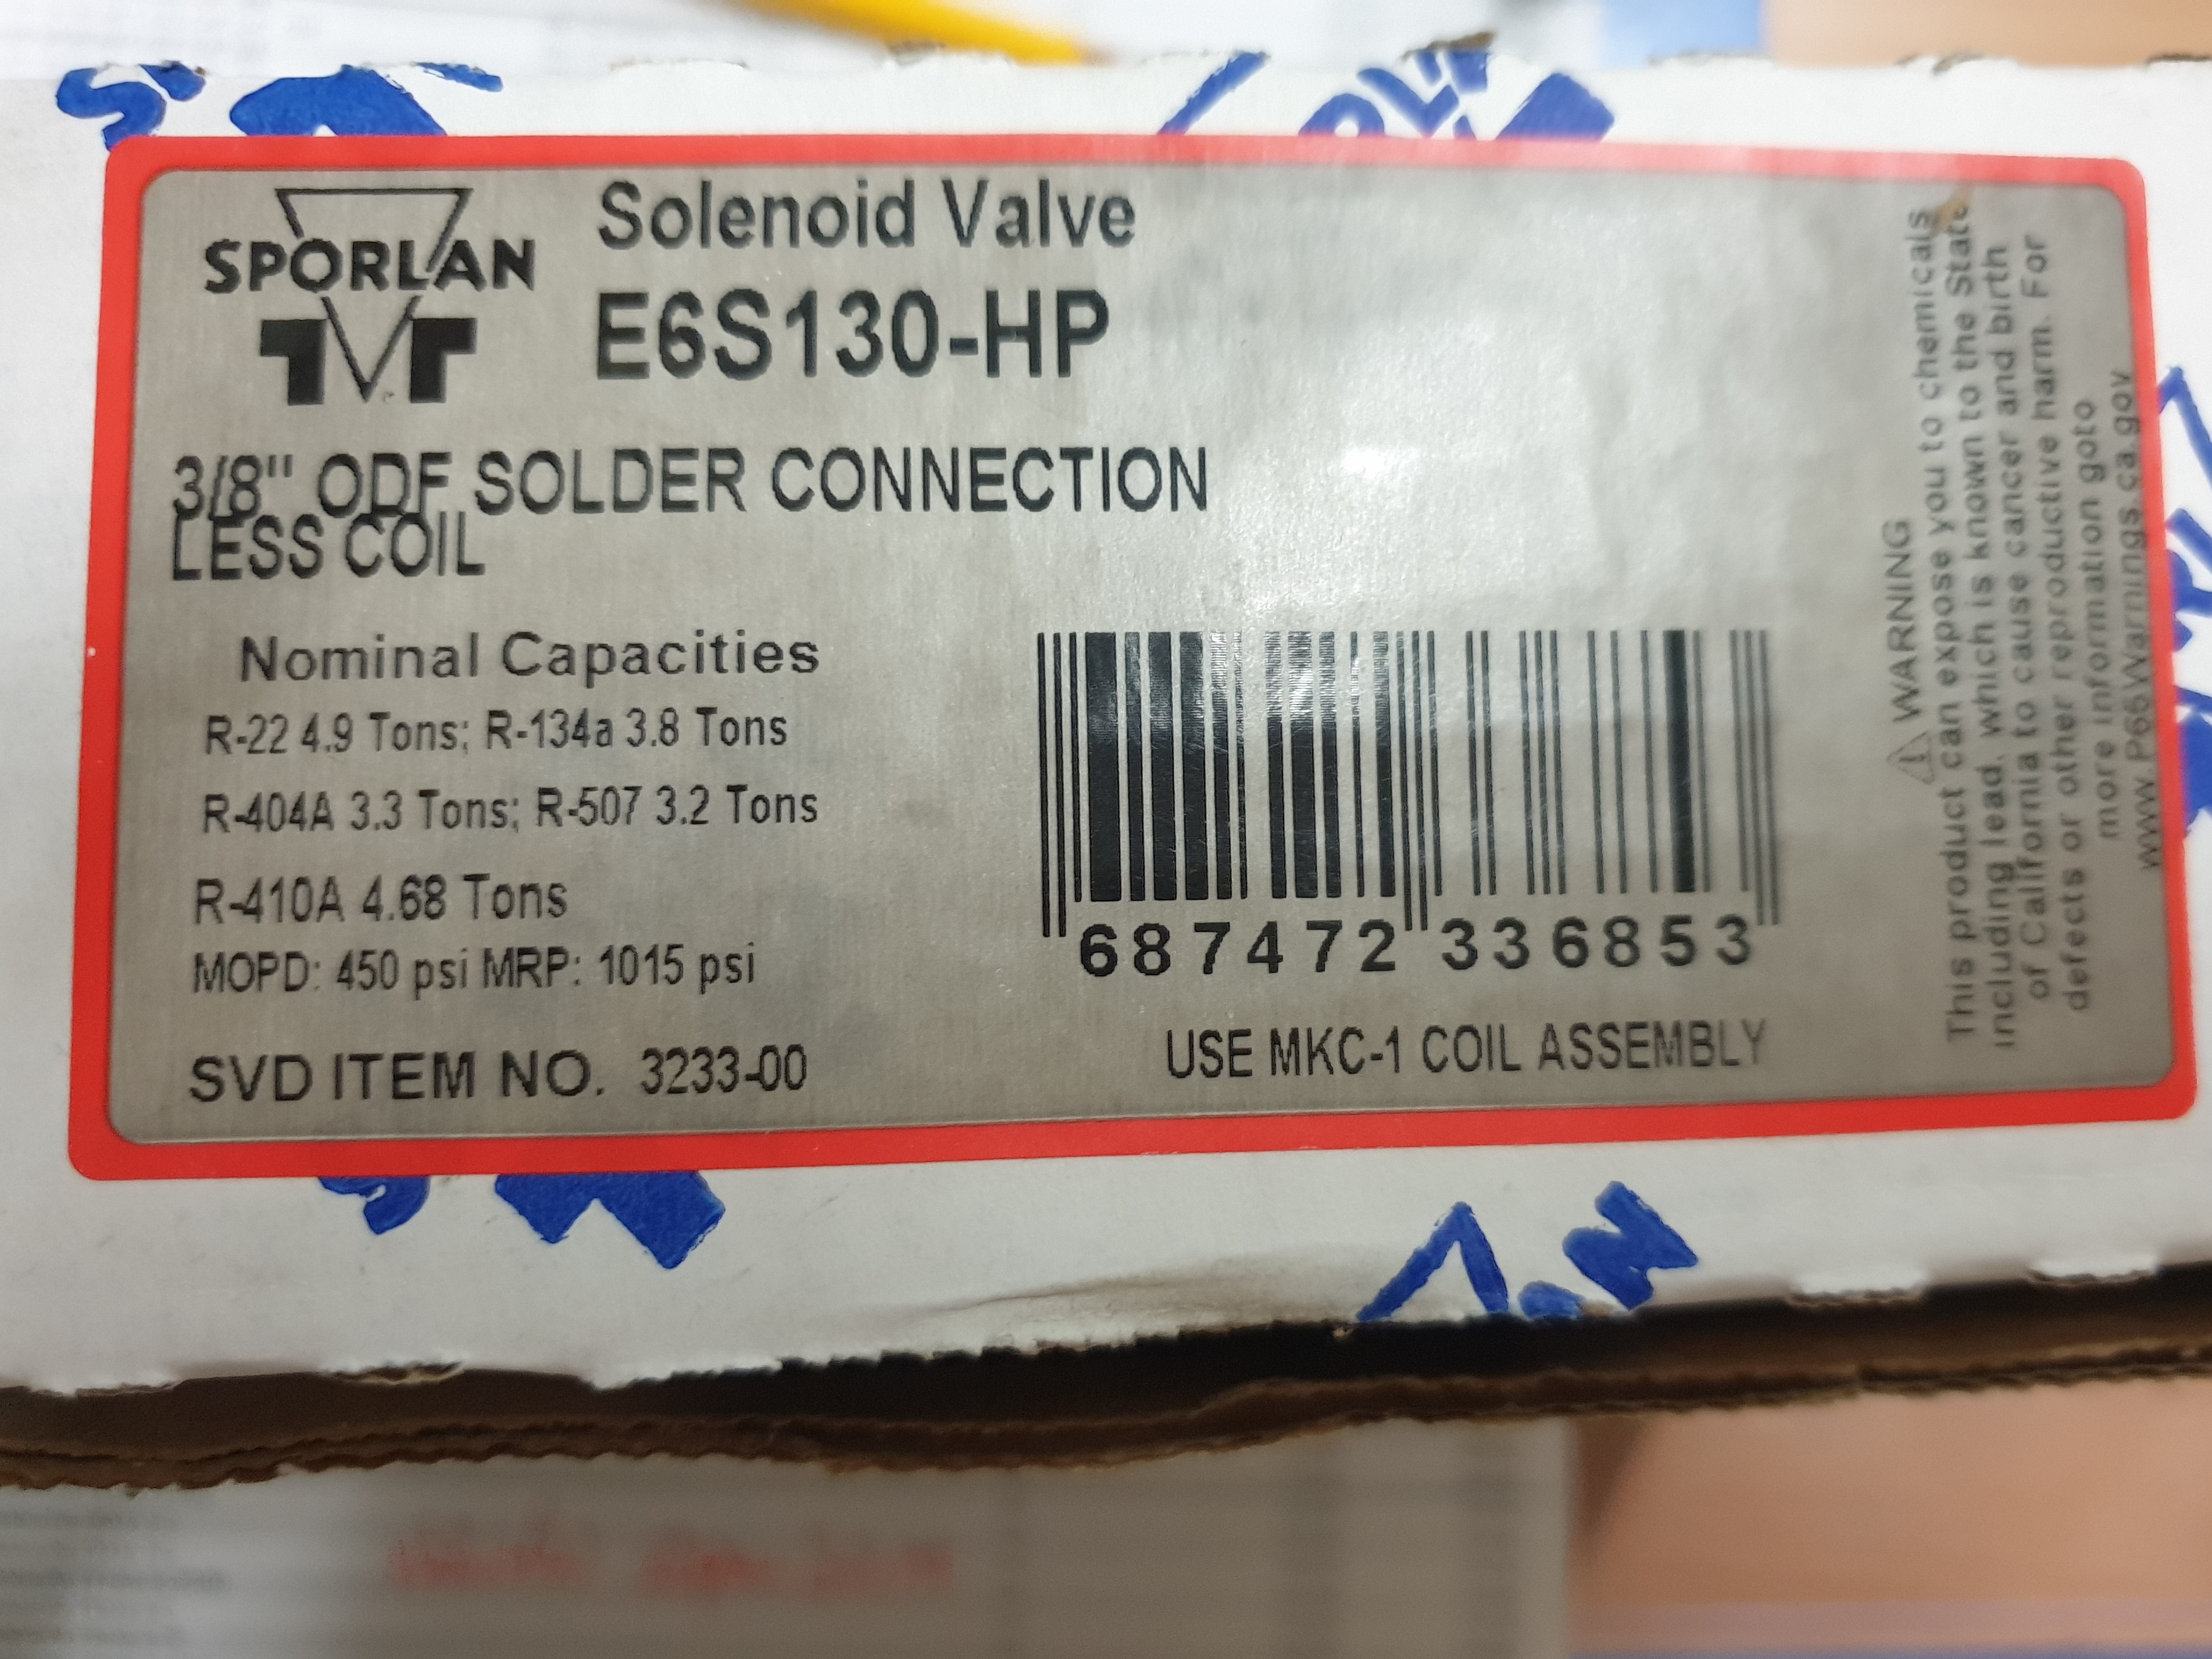 SPORLAN
Solenoid Valve
E6S130-HP
3/8" ODF SOLDER CONNECTION
LESS COIL
Nominal Capacities
R-22 4.9 Tons; R-134a 3.8 Tons
R-404A 3.3 Tons; R-507 3.2 Tons
R-410A 4.68 Tons
MOPD: 450 psi MRP: 1015 psi
SVD ITEM NO. 3233-00
687472 336853
USE MKC-1 COIL ASSEMBLY
⚠ WARNING
This product can expose you to chemicals
including lead, which is known to the State
of California to cause cancer and birth
defects or other reproductive harm. For
more information goto
www.P65Warnings.ca.gov